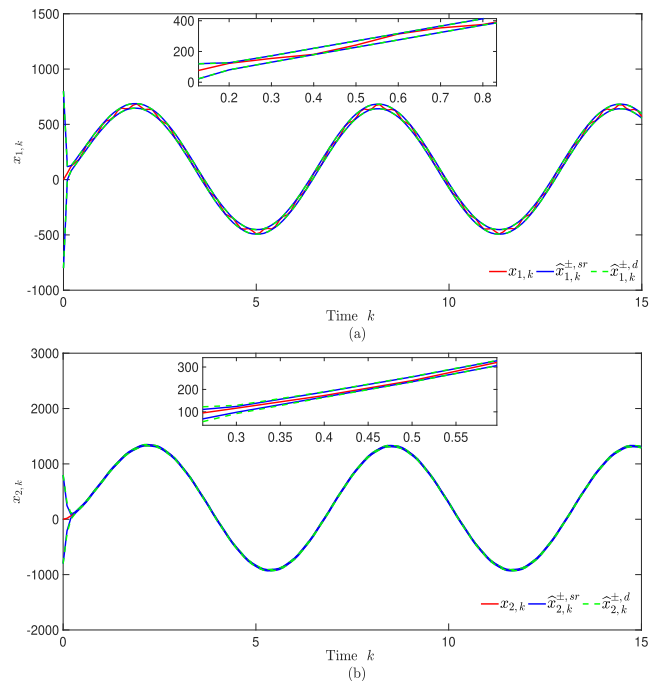 1500
1000
500
0
-500
-1000
x_{1,k}
400
200
0
0.2 0.3 0.4 0.5 0.6 0.7 0.8
x_{1,k} x̂^{±,sr}_{1,k} x̂^{±,d}_{1,k}
0 5 10 15
Time k
(a)
3000
2000
1000
0
-1000
-2000
x_{2,k}
300
200
100
0.3 0.35 0.4 0.45 0.5 0.55
x_{2,k} x̂^{±,sr}_{2,k} x̂^{±,d}_{2,k}
0 5 10 15
Time k
(b)